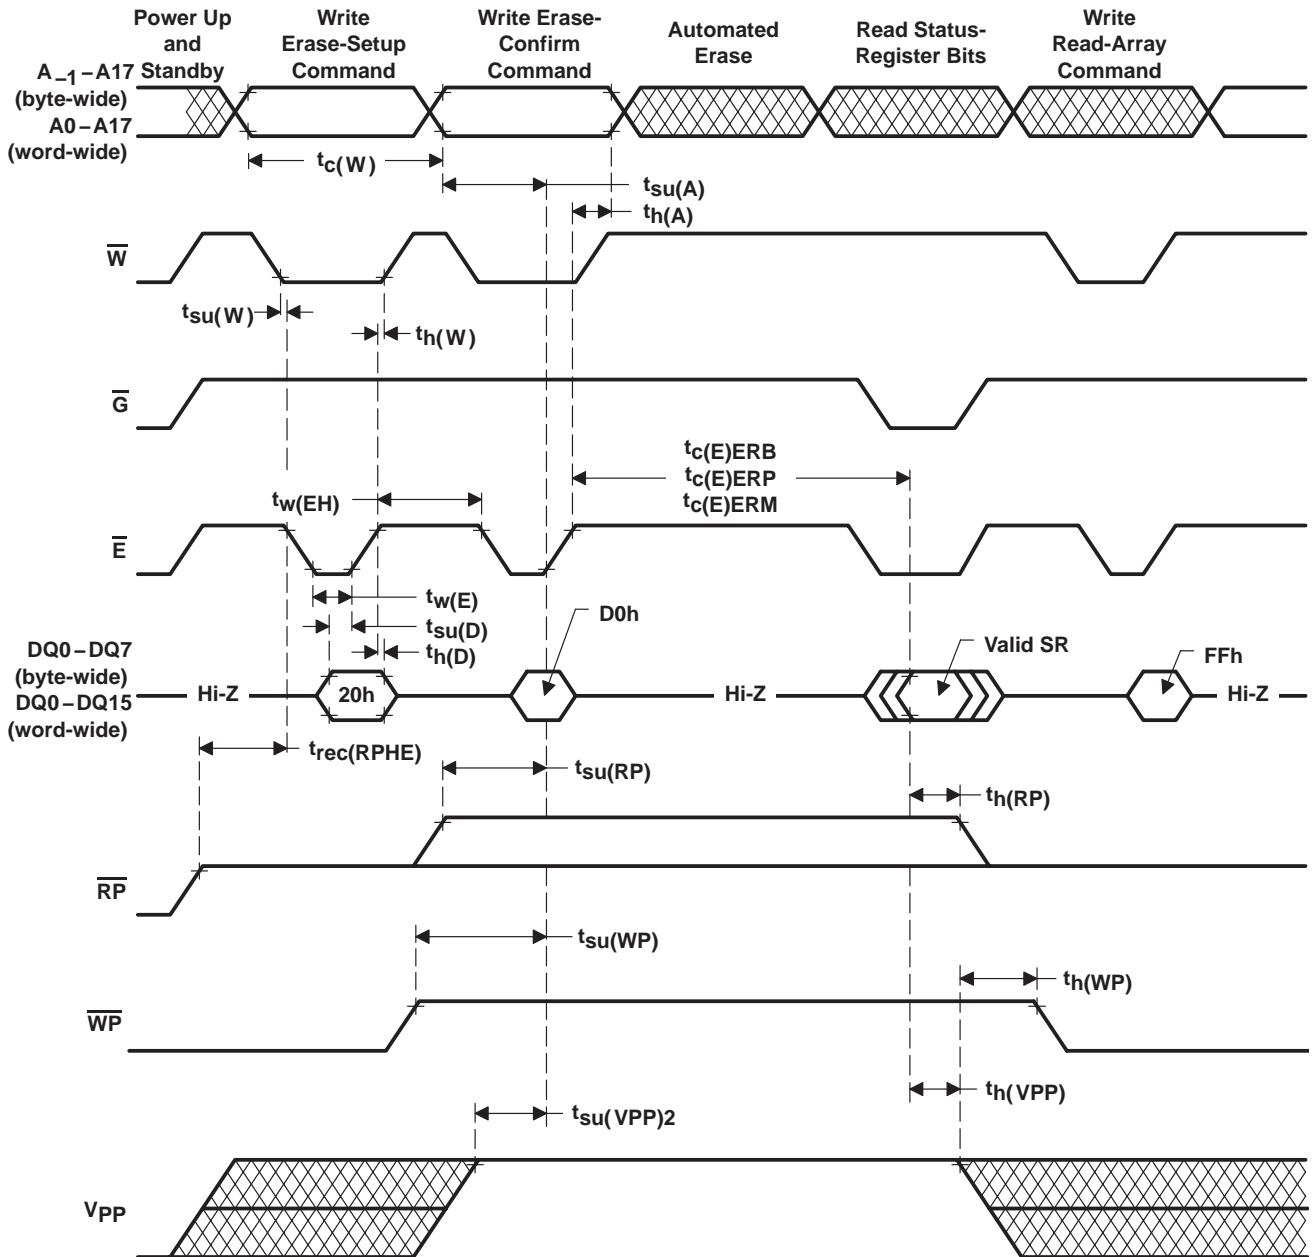 Power Up
and
Standby
Write
Erase-Setup
Command
Write Erase-
Confirm
Command
Automated
Erase
Read Status-
Register Bits
Write
Read-Array
Command
A–1–A17
(byte-wide)
A0–A17
(word-wide)
tc(W)
tsu(A)
th(A)
W
tsu(W)
th(W)
G
tc(E)ERB
tc(E)ERP
tc(E)ERM
tw(EH)
E
tw(E)
tsu(D)
th(D)
D0h
Valid SR
FFh
DQ0–DQ7
(byte-wide)
DQ0–DQ15
(word-wide)
Hi-Z
20h
Hi-Z
Hi-Z
trec(RPHE)
tsu(RP)
th(RP)
RP
tsu(WP)
th(WP)
WP
th(VPP)
tsu(VPP)2
VPP